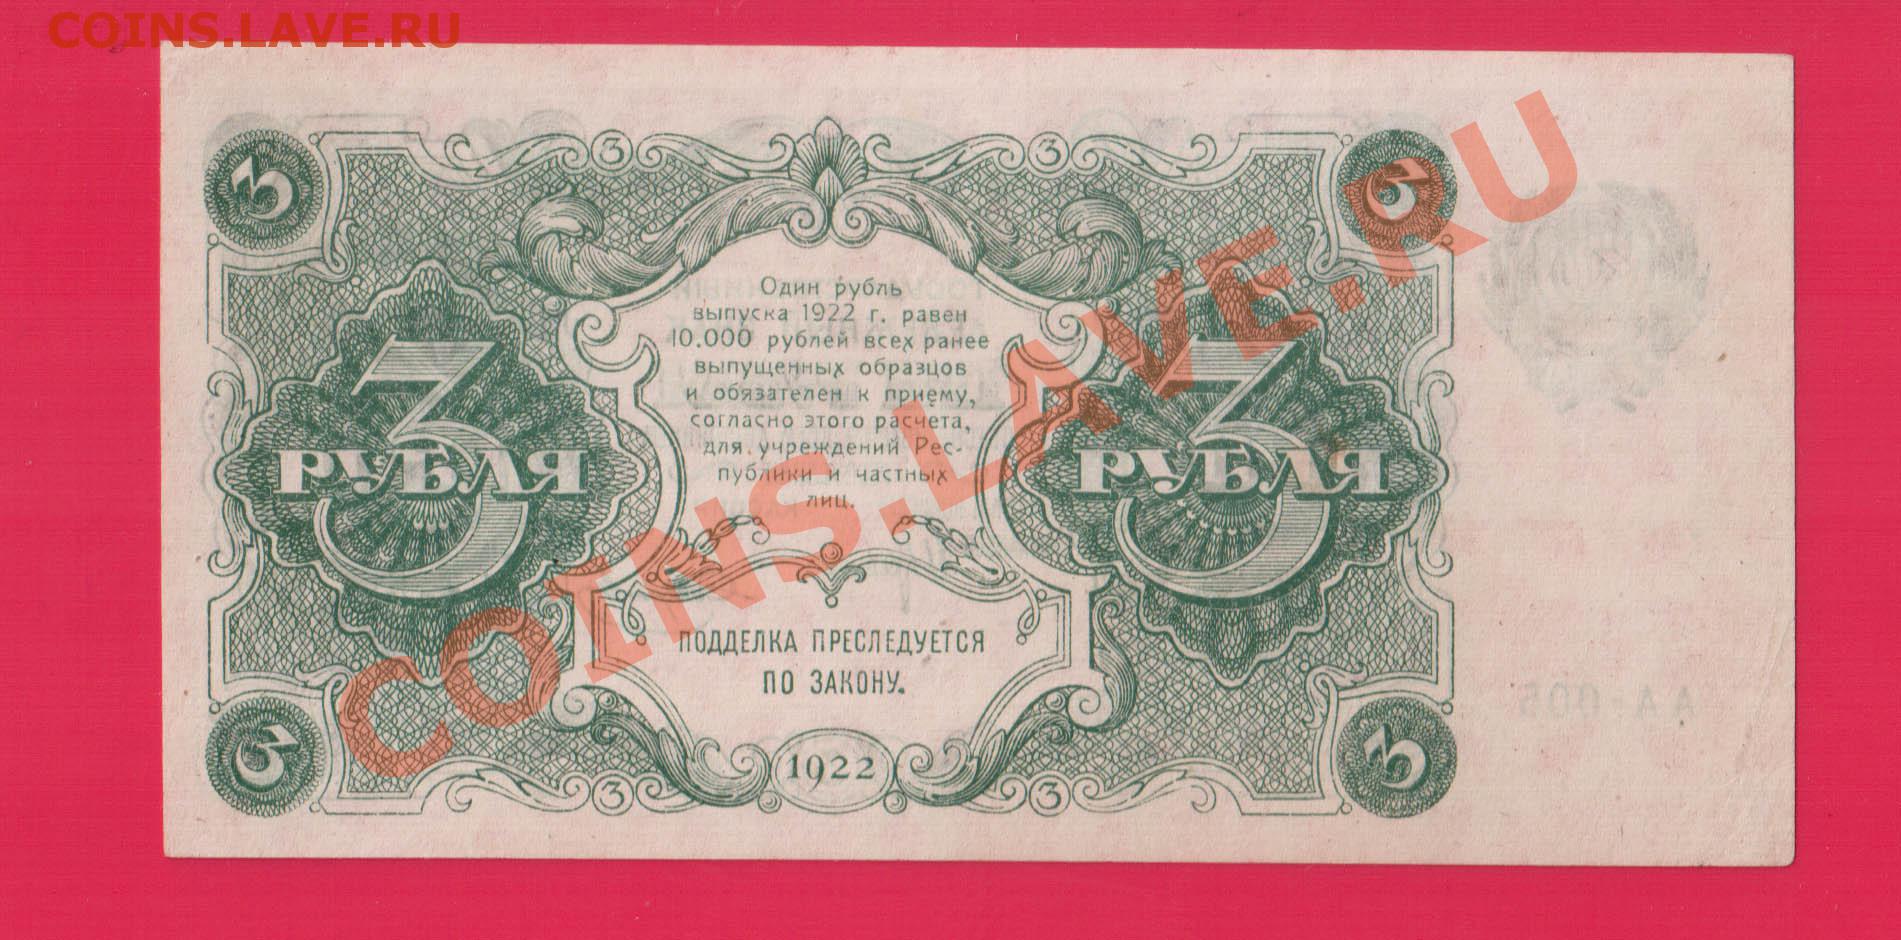 COINS.LAVE.RU
3 3 3 3
Один рубль
выпуска 1922 г. равен
10.000 рублей всех ранее
выпущенных образцов
и обязателен к приему,
согласно этого расчета,
для учреждений Рес-
публики и частных
лиц.
3 РУБЛЯ
3 РУБЛЯ
COINS.LAVE.RU
ПОДДЕЛКА ПРЕСЛЕДУЕТСЯ
ПО ЗАКОНУ.
АА-005
3 3 1922 3 3